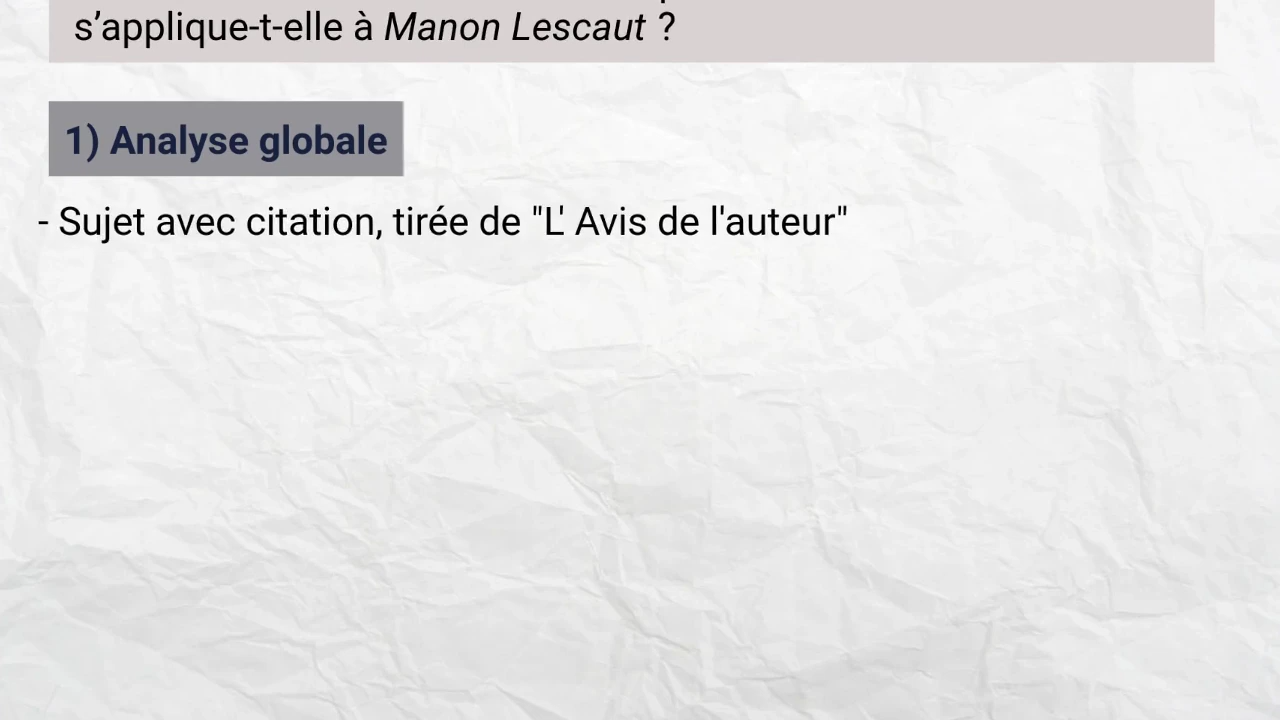 s’applique-t-elle à Manon Lescaut ?
1) Analyse globale
- Sujet avec citation, tirée de "L' Avis de l'auteur"